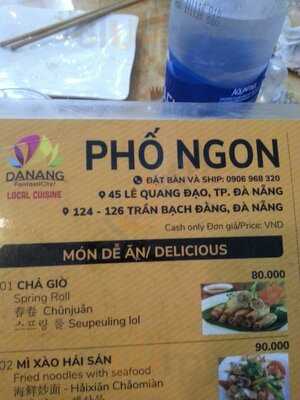 DANANG
FantastiCity!
LOCAL CUISINE
PHỐ NGON
ĐẶT BÀN VÀ SHIP: 0906 968 320
45 LÊ QUANG ĐẠO, TP. ĐÀ NẴNG
124 - 126 TRẦN BẠCH ĐẰNG, ĐÀ NẴNG
Cash only Đơn giá/Price: VND
MÓN DỄ ĂN/ DELICIOUS
01 CHẢ GIÒ
80.000
Spring Roll
春卷 Chūnjuǎn
스프링 롤 Seupeuling lol
02 MÌ XÀO HẢI SẢN
90.000
Fried noodles with seafood
海鲜炒面 - Hǎixiān Chǎomiàn